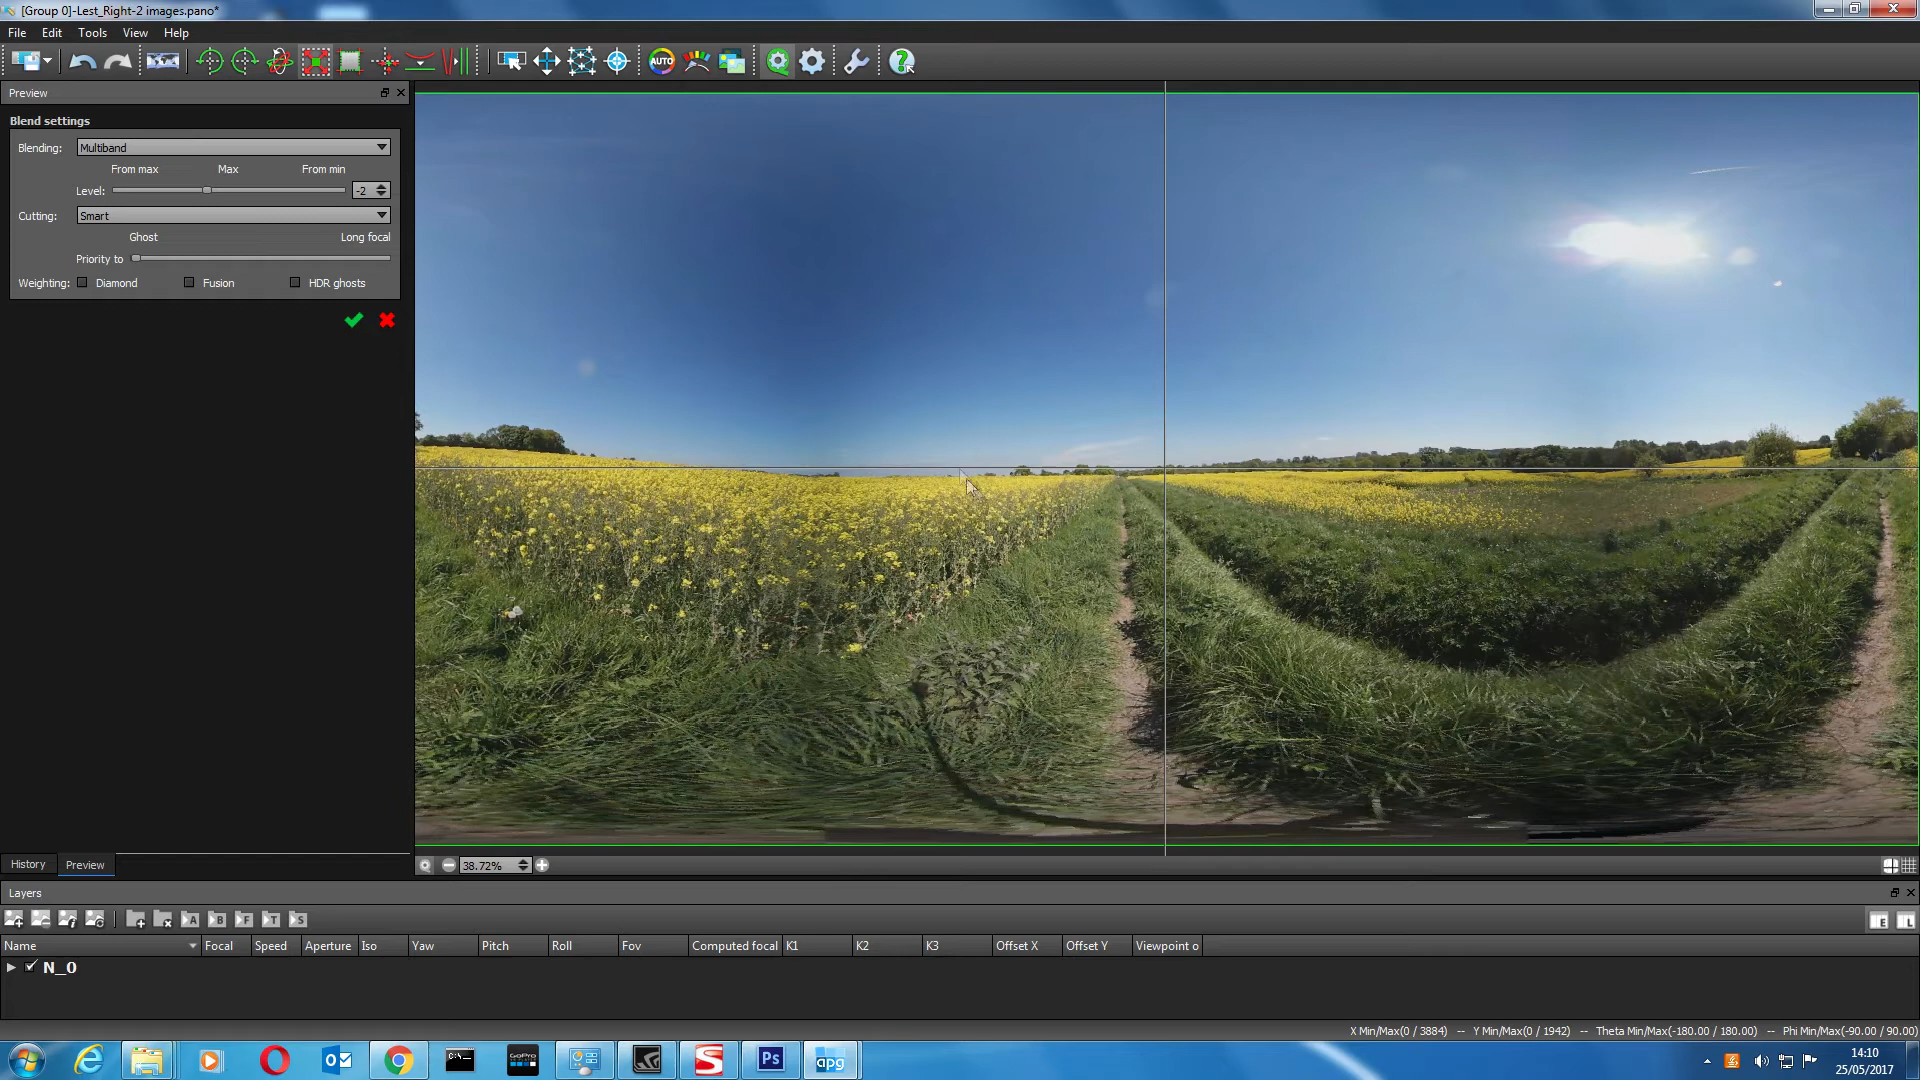 [Group 0]-Lest_Right-2 images.pano*
File Edit Tools View Help
AUTO
Preview
Blend settings
Blending: Multiband
From max Max From min
Level: -2
Cutting: Smart
Ghost Long focal
Priority to
Weighting: Diamond Fusion HDR ghosts
History Preview
38.72%
Layers
A B F T S
E L
Name Focal Speed Aperture Iso Yaw Pitch Roll Fov Computed focal K1 K2 K3 Offset X Offset Y Viewpoint o
N_0
X Min/Max(0 / 3884) -- Y Min/Max(0 / 1942) -- Theta Min/Max(-180.00 / 180.00) -- Phi Min/Max(-90.00 / 90.00)
C:\ GoPro S Ps apg
14:10
25/05/2017